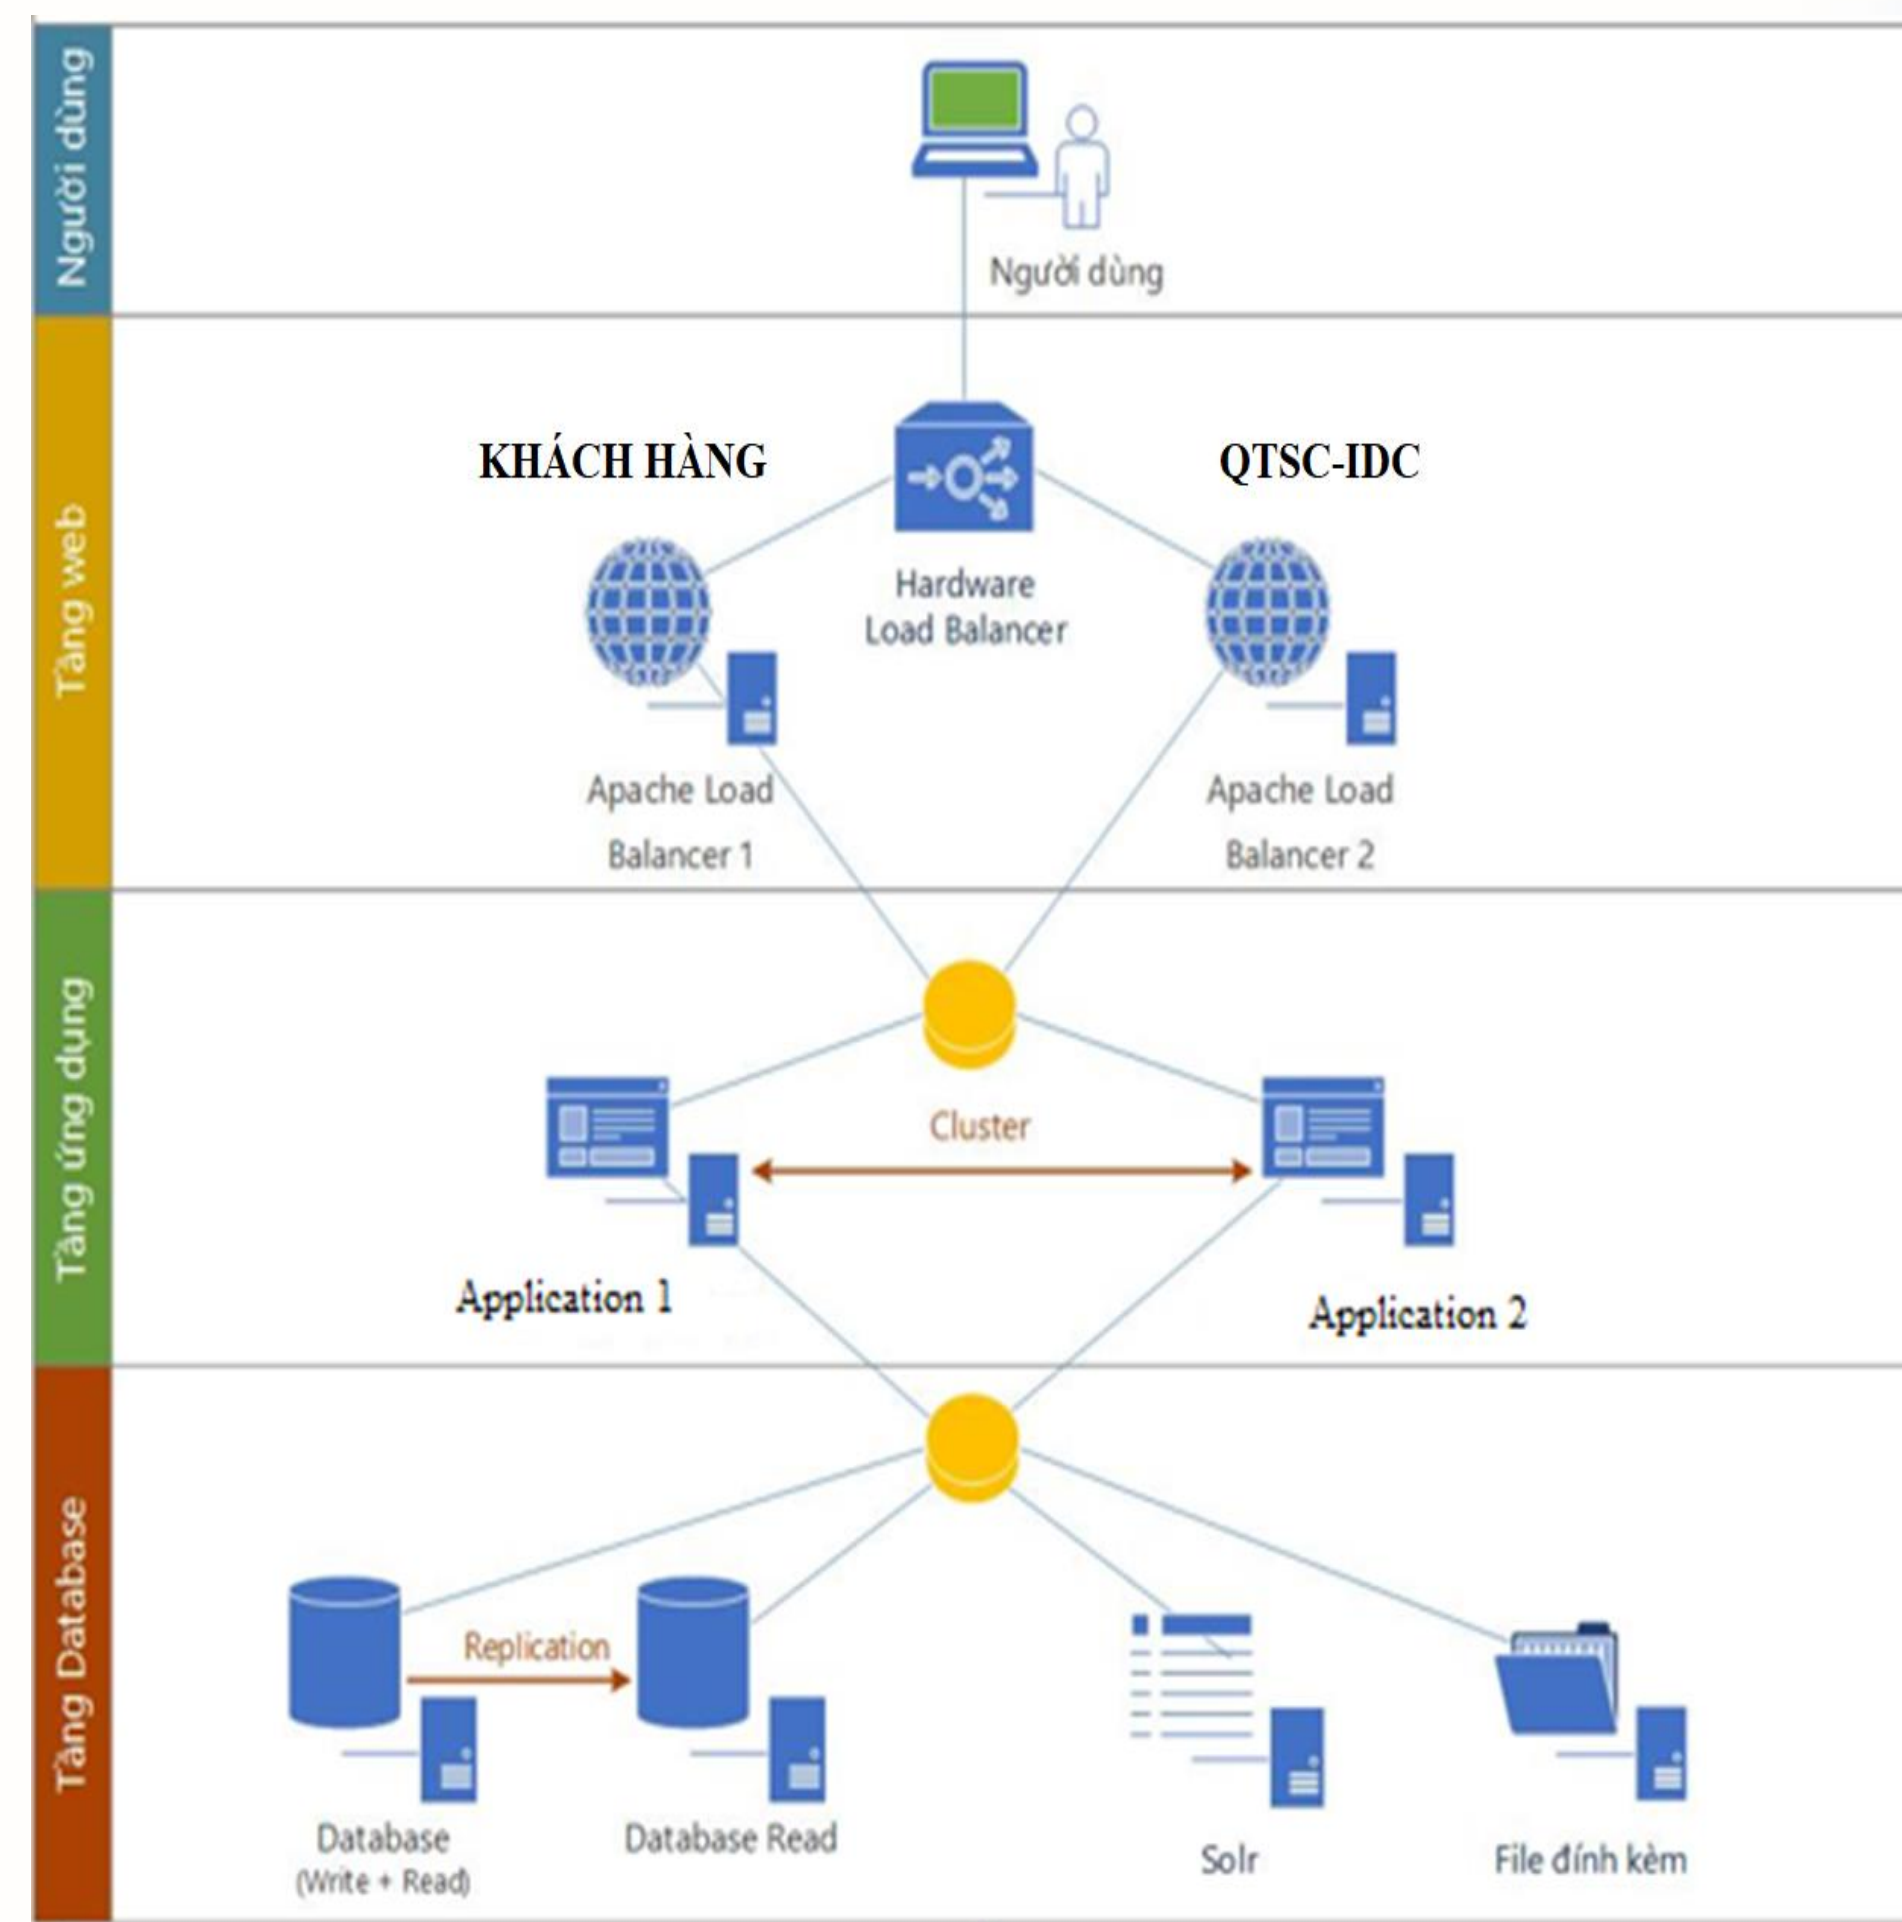 Người dùng
Người dùng
Tầng web
KHÁCH HÀNG
QTSC-IDC
Hardware
Load Balancer
Apache Load
Balancer 1
Apache Load
Balancer 2
Tầng ứng dụng
Cluster
Application 1
Application 2
Tầng Database
Replication
Database
(Write + Read)
Database Read
Solr
File đính kèm